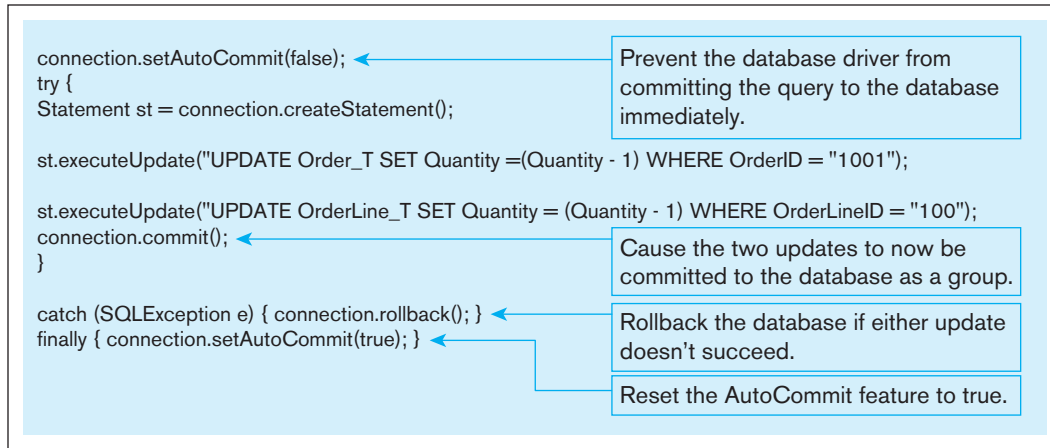 connection.setAutoCommit(false);
Prevent the database driver from
committing the query to the database
immediately.
try {
Statement st = connection.createStatement();
st.executeUpdate("UPDATE Order_T SET Quantity =(Quantity - 1) WHERE OrderID = "1001");
st.executeUpdate("UPDATE OrderLine_T SET Quantity = (Quantity - 1) WHERE OrderLineID = "100");
connection.commit();
Cause the two updates to now be
committed to the database as a group.
}
catch (SQLException e) { connection.rollback(); }
Rollback the database if either update
doesn't succeed.
finally { connection.setAutoCommit(true); }
Reset the AutoCommit feature to true.